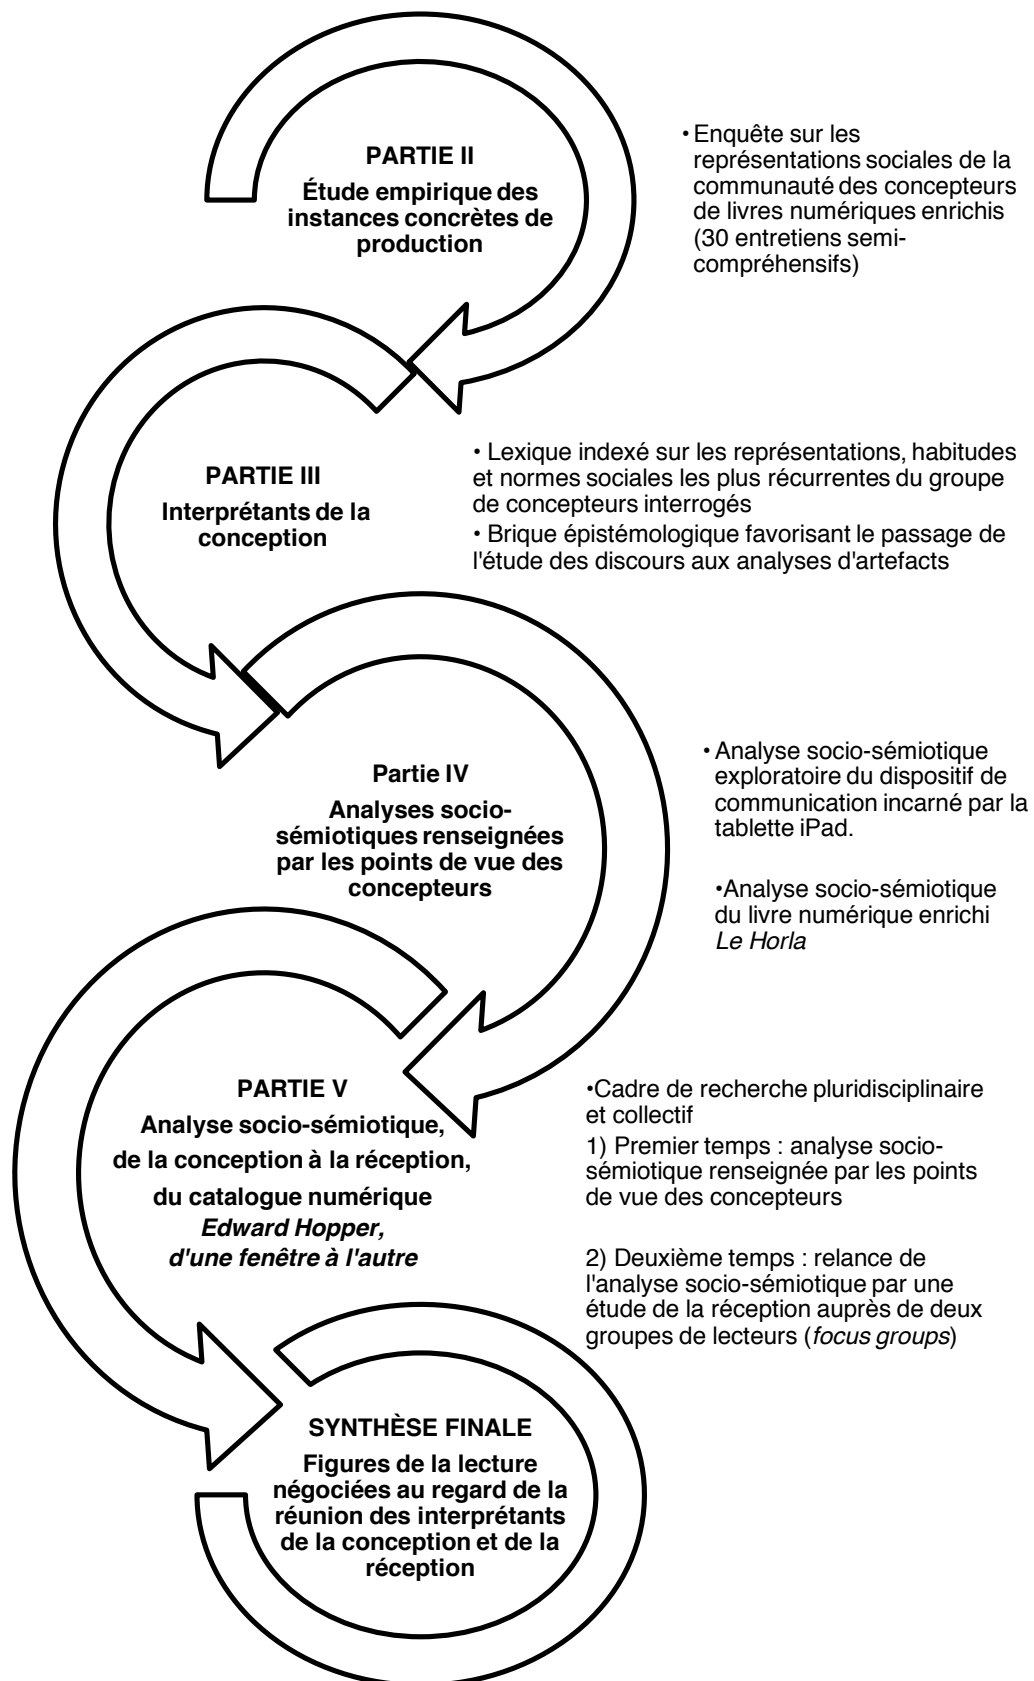 PARTIE II
Étude empirique des
instances concrètes de
production
• Enquête sur les
représentations sociales de la
communauté des concepteurs
de livres numériques enrichis
(30 entretiens semi-
compréhensifs)
PARTIE III
Interprétants de la
conception
• Lexique indexé sur les représentations, habitudes
et normes sociales les plus récurrentes du groupe
de concepteurs interrogés
• Brique épistémologique favorisant le passage de
l'étude des discours aux analyses d'artefacts
Partie IV
Analyses socio-
sémiotiques renseignées
par les points de vue des
concepteurs
• Analyse socio-sémiotique
exploratoire du dispositif de
communication incarné par la
tablette iPad.
•Analyse socio-sémiotique
du livre numérique enrichi
Le Horla
PARTIE V
Analyse socio-sémiotique,
de la conception à la réception,
du catalogue numérique
Edward Hopper,
d'une fenêtre à l'autre
•Cadre de recherche pluridisciplinaire
et collectif
1) Premier temps : analyse socio-
sémiotique renseignée par les points
de vue des concepteurs
2) Deuxième temps : relance de
l'analyse socio-sémiotique par une
étude de la réception auprès de deux
groupes de lecteurs (focus groups)
SYNTHÈSE FINALE
Figures de la lecture
négociées au regard de la
réunion des interprétants
de la conception et de la
réception